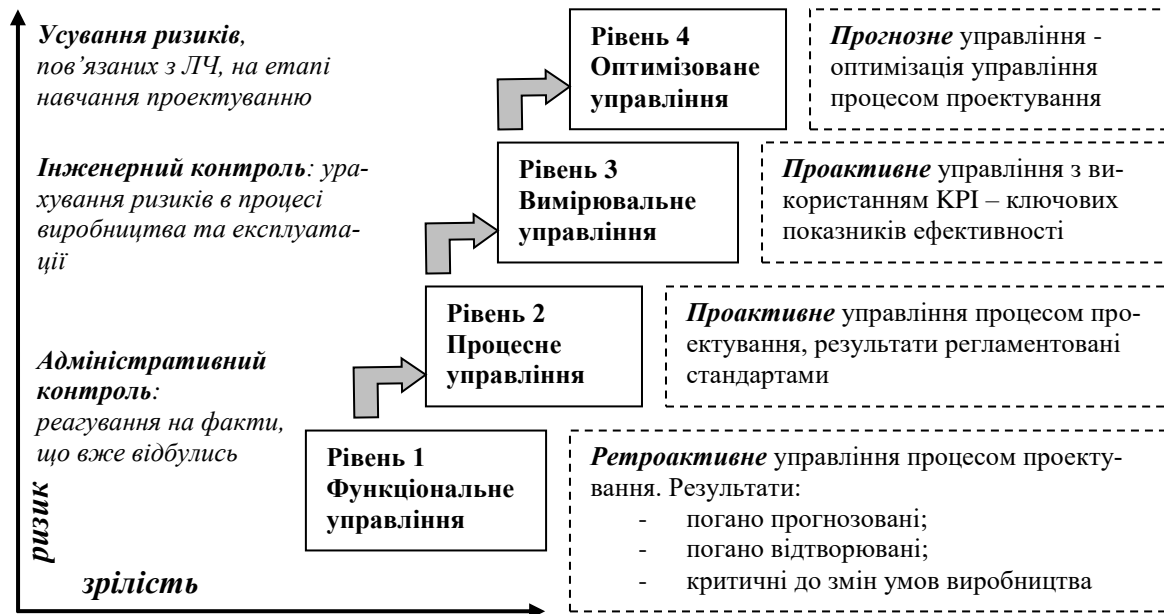 Усування ризиків,
пов’язаних з ЛЧ, на етапі
навчання проектуванню
Рівень 4
Оптимізоване
управління
Прогнозне управління -
оптимізація управління
процесом проектування
Інженерний контроль: ура-
хування ризиків в процесі
виробництва та експлуата-
ції
Рівень 3
Вимірювальне
управління
Проактивне управління з ви-
користанням KPI – ключових
показників ефективності
Адміністративний
контроль:
реагування на факти,
що вже відбулись
Рівень 2
Процесне
управління
Проактивне управління процесом про-
ектування, результати регламентовані
стандартами
Рівень 1
Функціональне
управління
Ретроактивне управління процесом проекту-
вання. Результати:
- погано прогнозовані;
- погано відтворювані;
- критичні до змін умов виробництва
ризик
зрілість